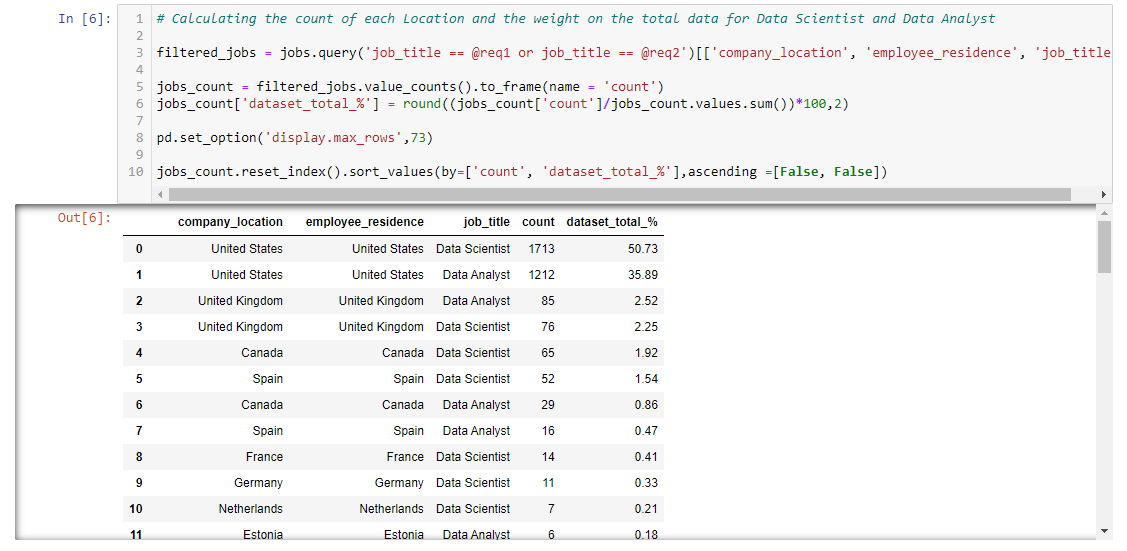 In [6]:
1 # Calculating the count of each Location and the weight on the total data for Data Scientist and Data Analyst
2
3 filtered_jobs = jobs.query('job_title == @req1 or job_title == @req2')[['company_location', 'employee_residence', 'job_title
4
5 jobs_count = filtered_jobs.value_counts().to_frame(name = 'count')
6 jobs_count['dataset_total_%'] = round((jobs_count['count']/jobs_count.values.sum())*100,2)
7
8 pd.set_option('display.max_rows',73)
9
10 jobs_count.reset_index().sort_values(by=['count', 'dataset_total_%'],ascending =[False, False])
Out[6]:
company_location employee_residence job_title count dataset_total_%
0 United States United States Data Scientist 1713 50.73
1 United States United States Data Analyst 1212 35.89
2 United Kingdom United Kingdom Data Analyst 85 2.52
3 United Kingdom United Kingdom Data Scientist 76 2.25
4 Canada Canada Data Scientist 65 1.92
5 Spain Spain Data Scientist 52 1.54
6 Canada Canada Data Analyst 29 0.86
7 Spain Spain Data Analyst 16 0.47
8 France France Data Scientist 14 0.41
9 Germany Germany Data Scientist 11 0.33
10 Netherlands Netherlands Data Scientist 7 0.21
11 Estonia Estonia Data Analyst 6 0.18